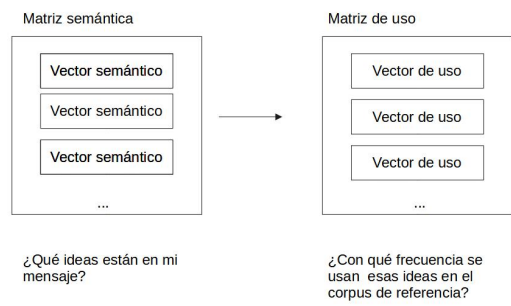 Matriz semántica
Vector semántico
Vector semántico
Vector semántico
...
¿Qué ideas están en mi
mensaje?
Matriz de uso
Vector de uso
Vector de uso
Vector de uso
...
¿Con qué frecuencia se
usan esas ideas en el
corpus de referencia?